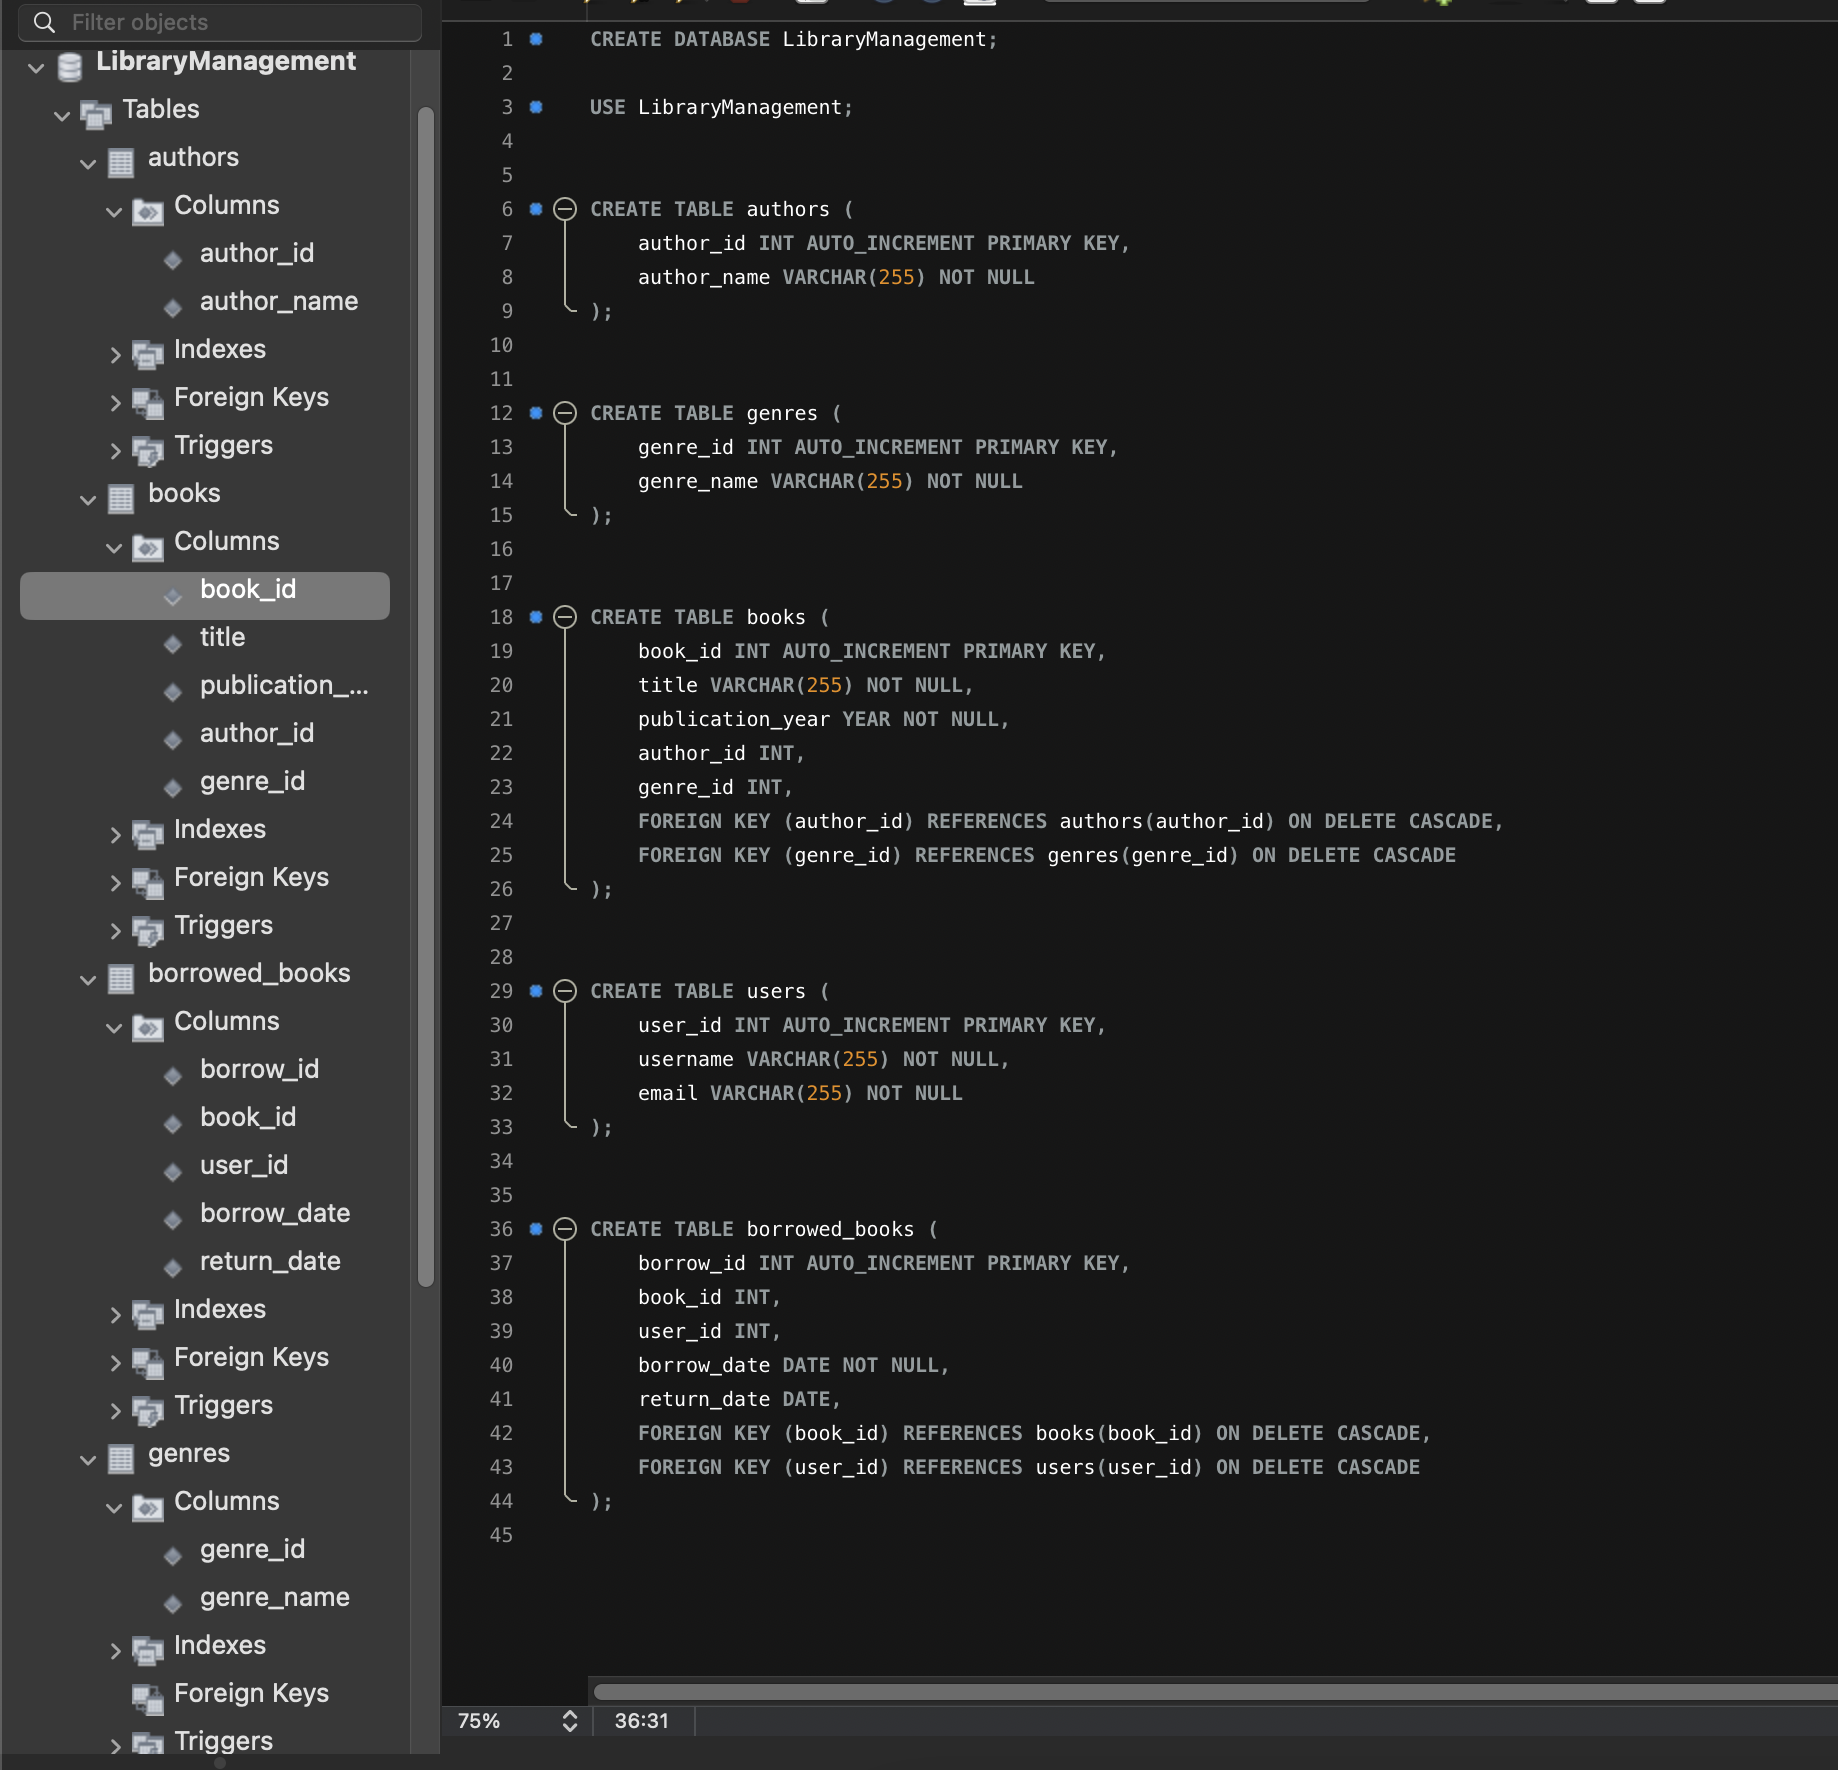 Filter objects
LibraryManagement
Tables
authors
Columns
author_id
author_name
Indexes
Foreign Keys
Triggers
books
Columns
book_id
title
publication_...
author_id
genre_id
Indexes
Foreign Keys
Triggers
borrowed_books
Columns
borrow_id
book_id
user_id
borrow_date
return_date
Indexes
Foreign Keys
Triggers
genres
Columns
genre_id
genre_name
Indexes
Foreign Keys
Triggers
1 CREATE DATABASE LibraryManagement;
2
3 USE LibraryManagement;
4
5
6 CREATE TABLE authors (
7 author_id INT AUTO_INCREMENT PRIMARY KEY,
8 author_name VARCHAR(255) NOT NULL
9 );
10
11
12 CREATE TABLE genres (
13 genre_id INT AUTO_INCREMENT PRIMARY KEY,
14 genre_name VARCHAR(255) NOT NULL
15 );
16
17
18 CREATE TABLE books (
19 book_id INT AUTO_INCREMENT PRIMARY KEY,
20 title VARCHAR(255) NOT NULL,
21 publication_year YEAR NOT NULL,
22 author_id INT,
23 genre_id INT,
24 FOREIGN KEY (author_id) REFERENCES authors(author_id) ON DELETE CASCADE,
25 FOREIGN KEY (genre_id) REFERENCES genres(genre_id) ON DELETE CASCADE
26 );
27
28
29 CREATE TABLE users (
30 user_id INT AUTO_INCREMENT PRIMARY KEY,
31 username VARCHAR(255) NOT NULL,
32 email VARCHAR(255) NOT NULL
33 );
34
35
36 CREATE TABLE borrowed_books (
37 borrow_id INT AUTO_INCREMENT PRIMARY KEY,
38 book_id INT,
39 user_id INT,
40 borrow_date DATE NOT NULL,
41 return_date DATE,
42 FOREIGN KEY (book_id) REFERENCES books(book_id) ON DELETE CASCADE,
43 FOREIGN KEY (user_id) REFERENCES users(user_id) ON DELETE CASCADE
44 );
45
75% 36:31